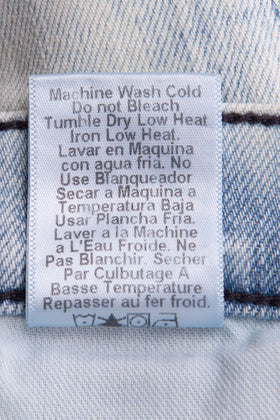 Machine Wash Cold
Do not Bleach
Tumble Dry Low Heat
Iron Low Heat.
Lavar en Maquina
con agua fria. No
Use Blanqueador
Secar a Maquina a
Temperatura Baja
Usar Plancha Fria.
Laver a la Machine
a L'Eau Froide. Ne
Pas Blanchir. Secher
Par Culbutage A
Basse Temperature
Repasser au fer froid.